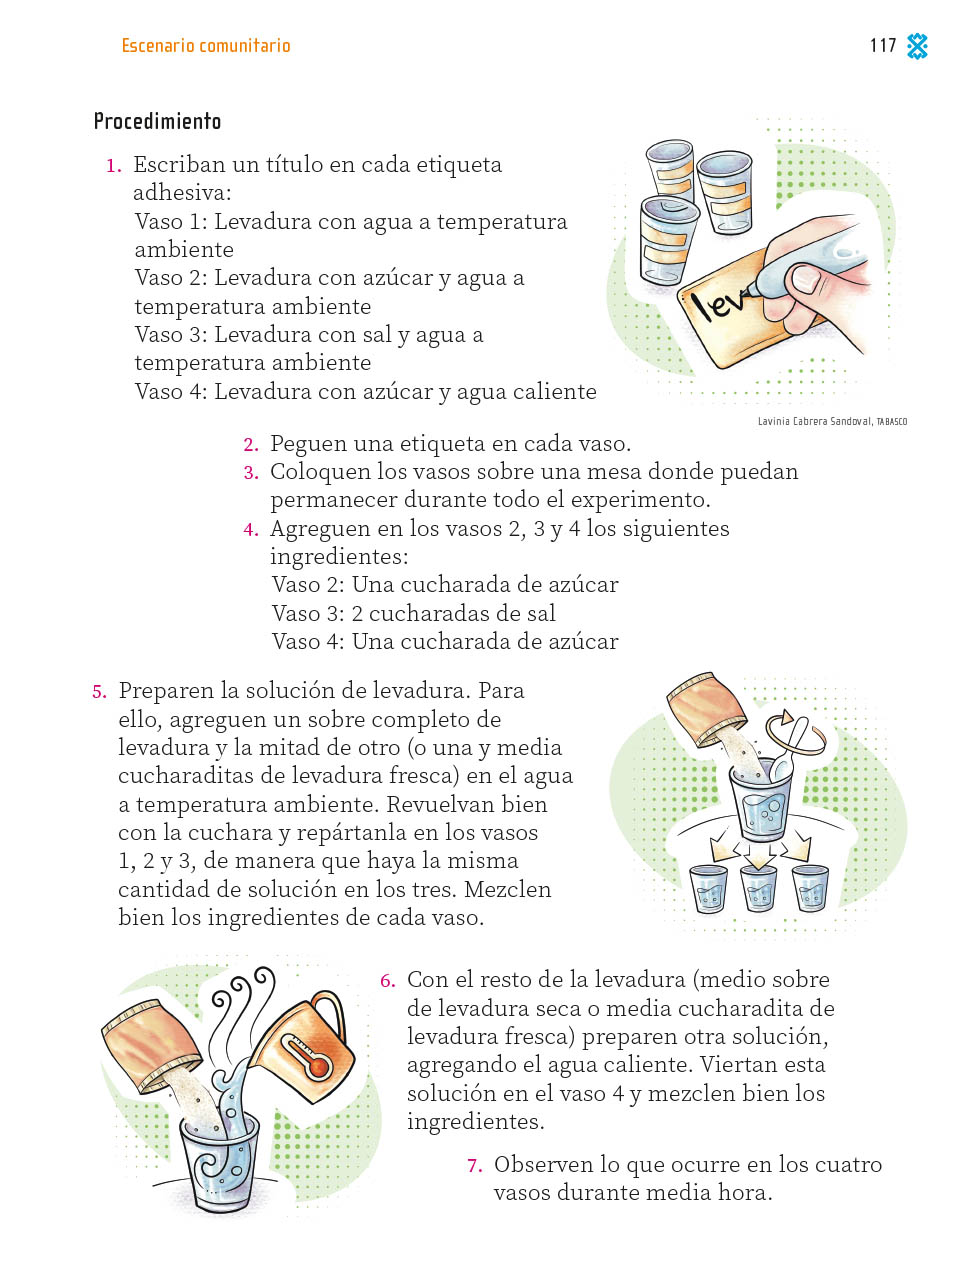 Escenario comunitario
117
Procedimiento
1. Escriban un título en cada etiqueta
adhesiva:
Vaso 1: Levadura con agua a temperatura
ambiente
Vaso 2: Levadura con azúcar y agua a
temperatura ambiente
Vaso 3: Levadura con sal y agua a
temperatura ambiente
Vaso 4: Levadura con azúcar y agua caliente
lev
Lavinia Cabrera Sandoval, TABASCO
2. Peguen una etiqueta en cada vaso.
3. Coloquen los vasos sobre una mesa donde puedan
permanecer durante todo el experimento.
4. Agreguen en los vasos 2, 3 y 4 los siguientes
ingredientes:
Vaso 2: Una cucharada de azúcar
Vaso 3: 2 cucharadas de sal
Vaso 4: Una cucharada de azúcar
5. Preparen la solución de levadura. Para
ello, agreguen un sobre completo de
levadura y la mitad de otro (o una y media
cucharaditas de levadura fresca) en el agua
a temperatura ambiente. Revuelvan bien
con la cuchara y repártanla en los vasos
1, 2 y 3, de manera que haya la misma
cantidad de solución en los tres. Mezclen
bien los ingredientes de cada vaso.
6. Con el resto de la levadura (medio sobre
de levadura seca o media cucharadita de
levadura fresca) preparen otra solución,
agregando el agua caliente. Viertan esta
solución en el vaso 4 y mezclen bien los
ingredientes.
7. Observen lo que ocurre en los cuatro
vasos durante media hora.